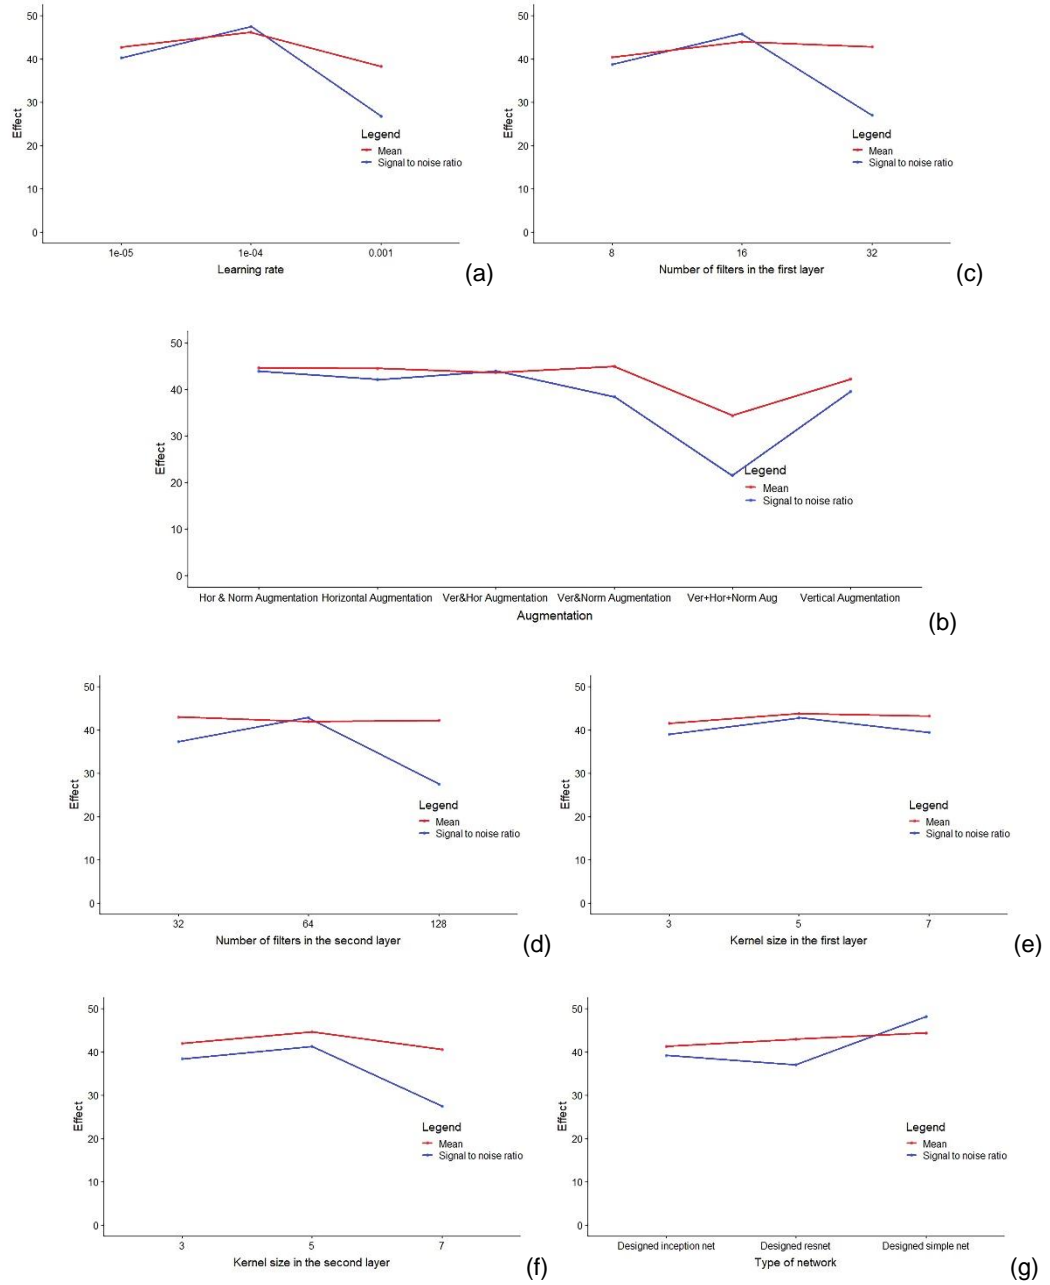 50
40
30
20
10
0
Effect
Legend
Mean
Signal to noise ratio
1e-05 1e-04 0.001
Learning rate
(a)
50
40
30
20
10
0
Effect
Legend
Mean
Signal to noise ratio
8 16 32
Number of filters in the first layer
(c)
50
40
30
20
10
0
Effect
Legend
Mean
Signal to noise ratio
Hor & Norm Augmentation Horizontal Augmentation Ver&Hor Augmentation Ver&Norm Augmentation Ver+Hor+Norm Aug Vertical Augmentation
Augmentation
(b)
50
40
30
20
10
0
Effect
Legend
Mean
Signal to noise ratio
32 64 128
Number of filters in the second layer
(d)
50
40
30
20
10
0
Effect
Legend
Mean
Signal to noise ratio
3 5 7
Kernel size in the first layer
(e)
50
40
30
20
10
0
Effect
Legend
Mean
Signal to noise ratio
3 5 7
Kernel size in the second layer
(f)
50
40
30
20
10
0
Effect
Legend
Mean
Signal to noise ratio
Designed inception net Designed resnet Designed simple net
Type of network
(g)